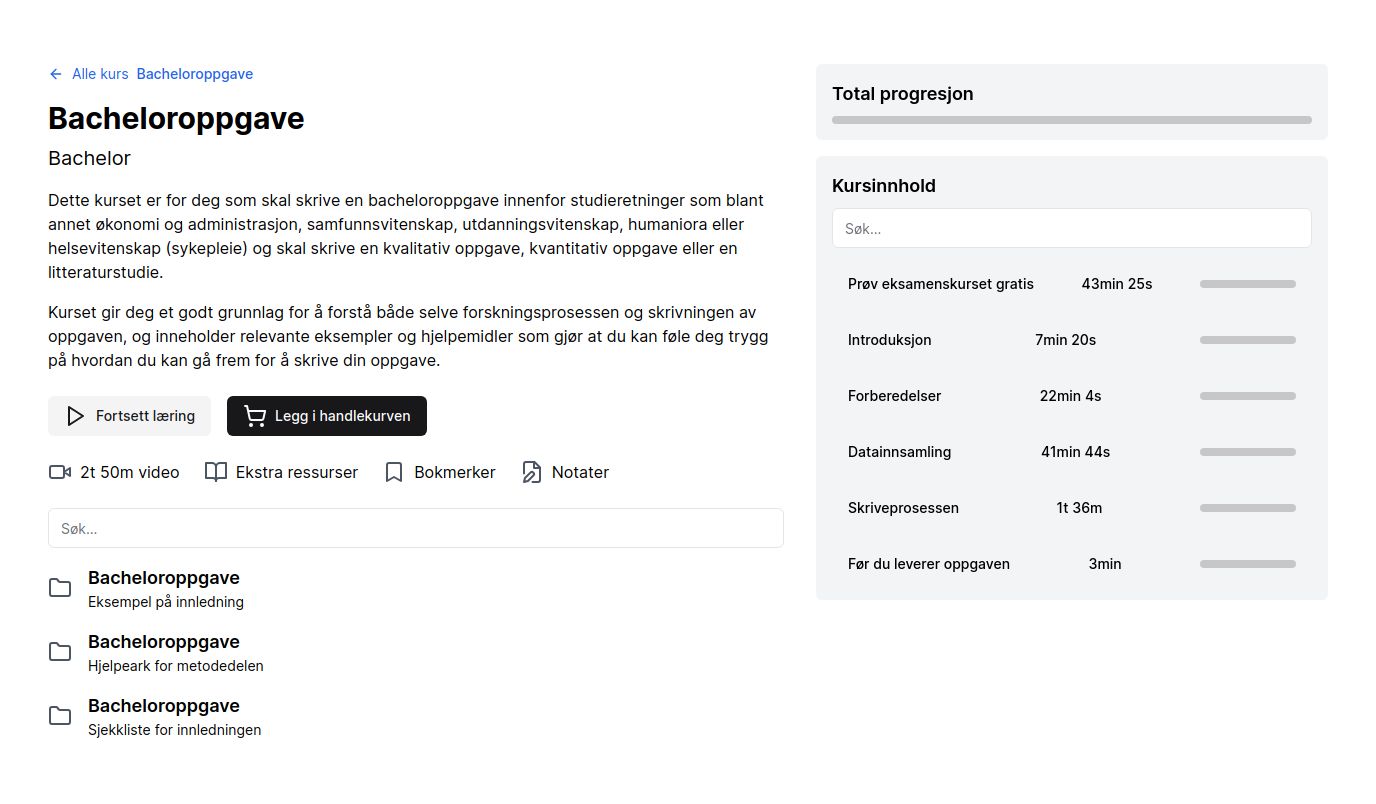 Alle kurs Bacheloroppgave
Bacheloroppgave
Bachelor
Dette kurset er for deg som skal skrive en bacheloroppgave innenfor studieretninger som blant
annet økonomi og administrasjon, samfunnsvitenskap, utdanningsvitenskap, humaniora eller
helsevitenskap (sykepleie) og skal skrive en kvalitativ oppgave, kvantitativ oppgave eller en
litteraturstudie.
Kurset gir deg et godt grunnlag for å forstå både selve forskningsprosessen og skrivningen av
oppgaven, og inneholder relevante eksempler og hjelpemidler som gjør at du kan føle deg trygg
på hvordan du kan gå frem for å skrive din oppgave.
Fortsett læring Legg i handlekurven
2t 50m video Ekstra ressurser Bokmerker Notater
Søk...
Bacheloroppgave
Eksempel på innledning
Bacheloroppgave
Hjelpeark for metodedelen
Bacheloroppgave
Sjekkliste for innledningen
Total progresjon
Kursinnhold
Søk...
Prøv eksamenskurset gratis 43min 25s
Introduksjon 7min 20s
Forberedelser 22min 4s
Datainnsamling 41min 44s
Skriveprosessen 1t 36m
Før du leverer oppgaven 3min